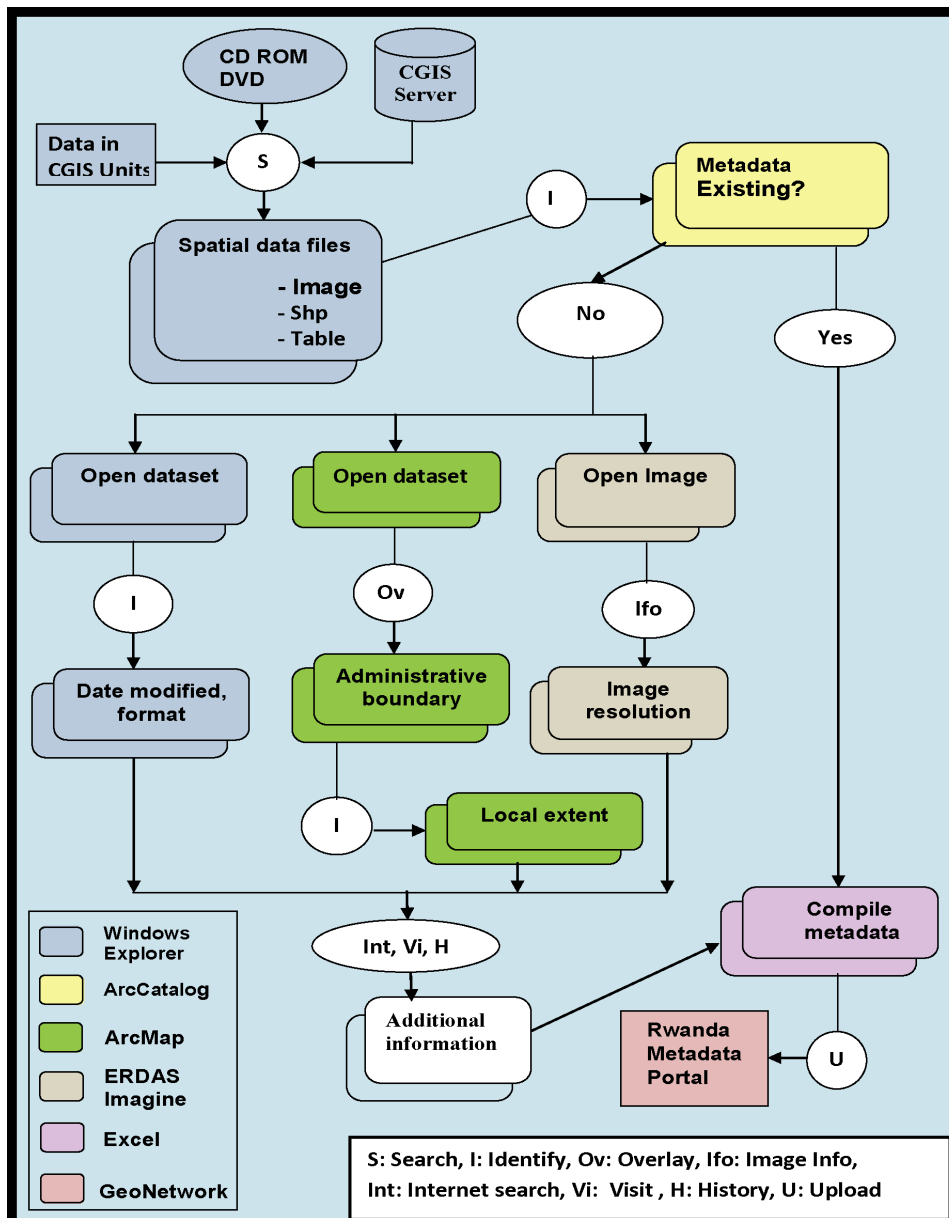 CD ROM
DVD
CGIS
Server
Data in
CGIS Units
S
I
Metadata
Existing?
Spatial data files
- Image
- Shp
- Table
No
Yes
Open dataset
Open dataset
Open Image
I
Ov
Ifo
Date modified,
format
Administrative
boundary
Image
resolution
I
Local extent
Int, Vi, H
Compile
metadata
Additional
information
Rwanda
Metadata
Portal
U
Windows
Explorer
ArcCatalog
ArcMap
ERDAS
Imagine
Excel
GeoNetwork
S: Search, I: Identify, Ov: Overlay, Ifo: Image Info,
Int: Internet search, Vi: Visit , H: History, U: Upload